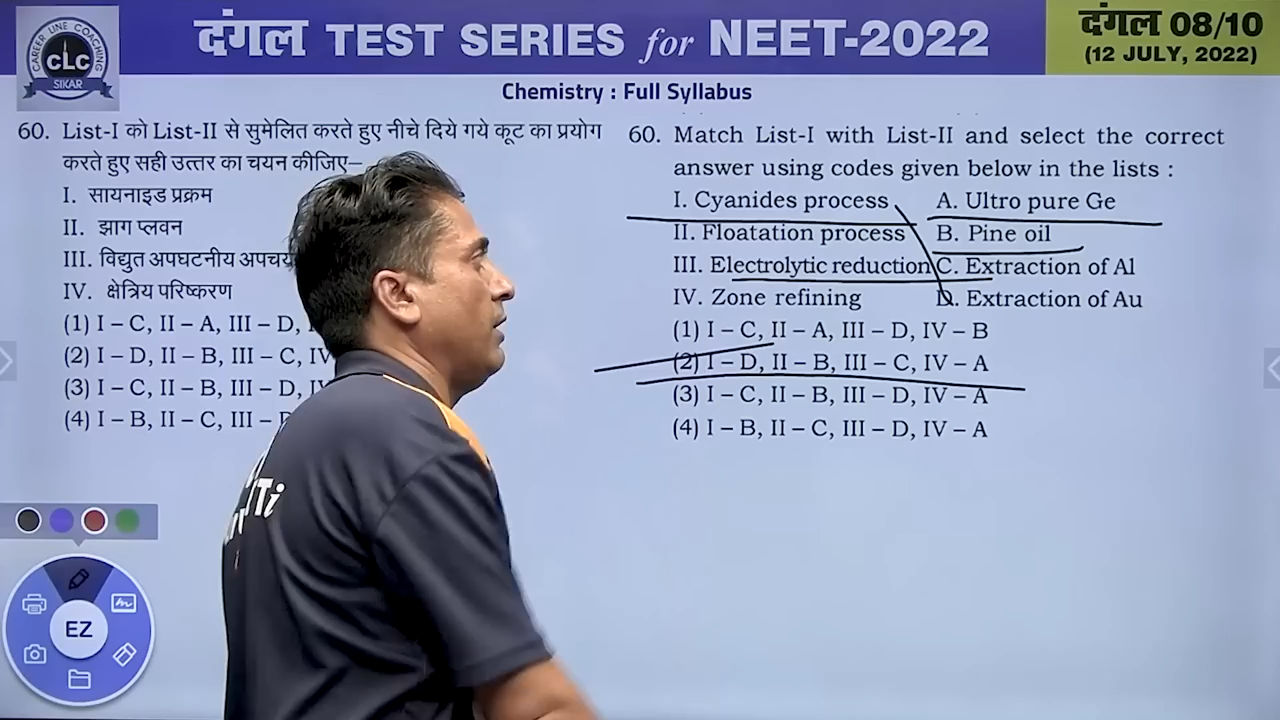 दंगल TEST SERIES for NEET-2022
दंगल 08/10
(12 JULY, 2022)
CAREER LINE COACHING
CLC
SIKAR
Chemistry : Full Syllabus
60. List-I को List-II से सुमेलित करते हुए नीचे दिये गये कूट का प्रयोग
करते हुए सही उत्तर का चयन कीजिए–
I. सायनाइड प्रक्रम
II. झाग प्लवन
III. विद्युत अपघटनीय
IV. क्षेत्रिय परिष्करण
(1) I – C, II – A, III – D,
(2) I – D, II – B, III – C, IV
(3) I – C, II – B, III – D,
(4) I – B, II – C, III –
60. Match List-I with List-II and select the correct
answer using codes given below in the lists :
I. Cyanides process A. Ultro pure Ge
II. Floatation process B. Pine oil
III. Electrolytic reduction C. Extraction of Al
IV. Zone refining D. Extraction of Au
(1) I – C, II – A, III – D, IV – B
(2) I – D, II – B, III – C, IV – A
(3) I – C, II – B, III – D, IV – A
(4) I – B, II – C, III – D, IV – A
EZ